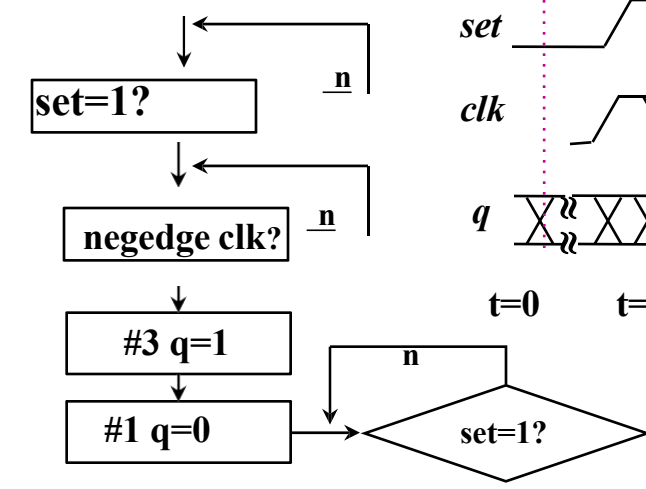 n
set=1?
n
negedge clk?
#3 q=1
#1 q=0
n
set=1?
set
clk
q
t=0
t=